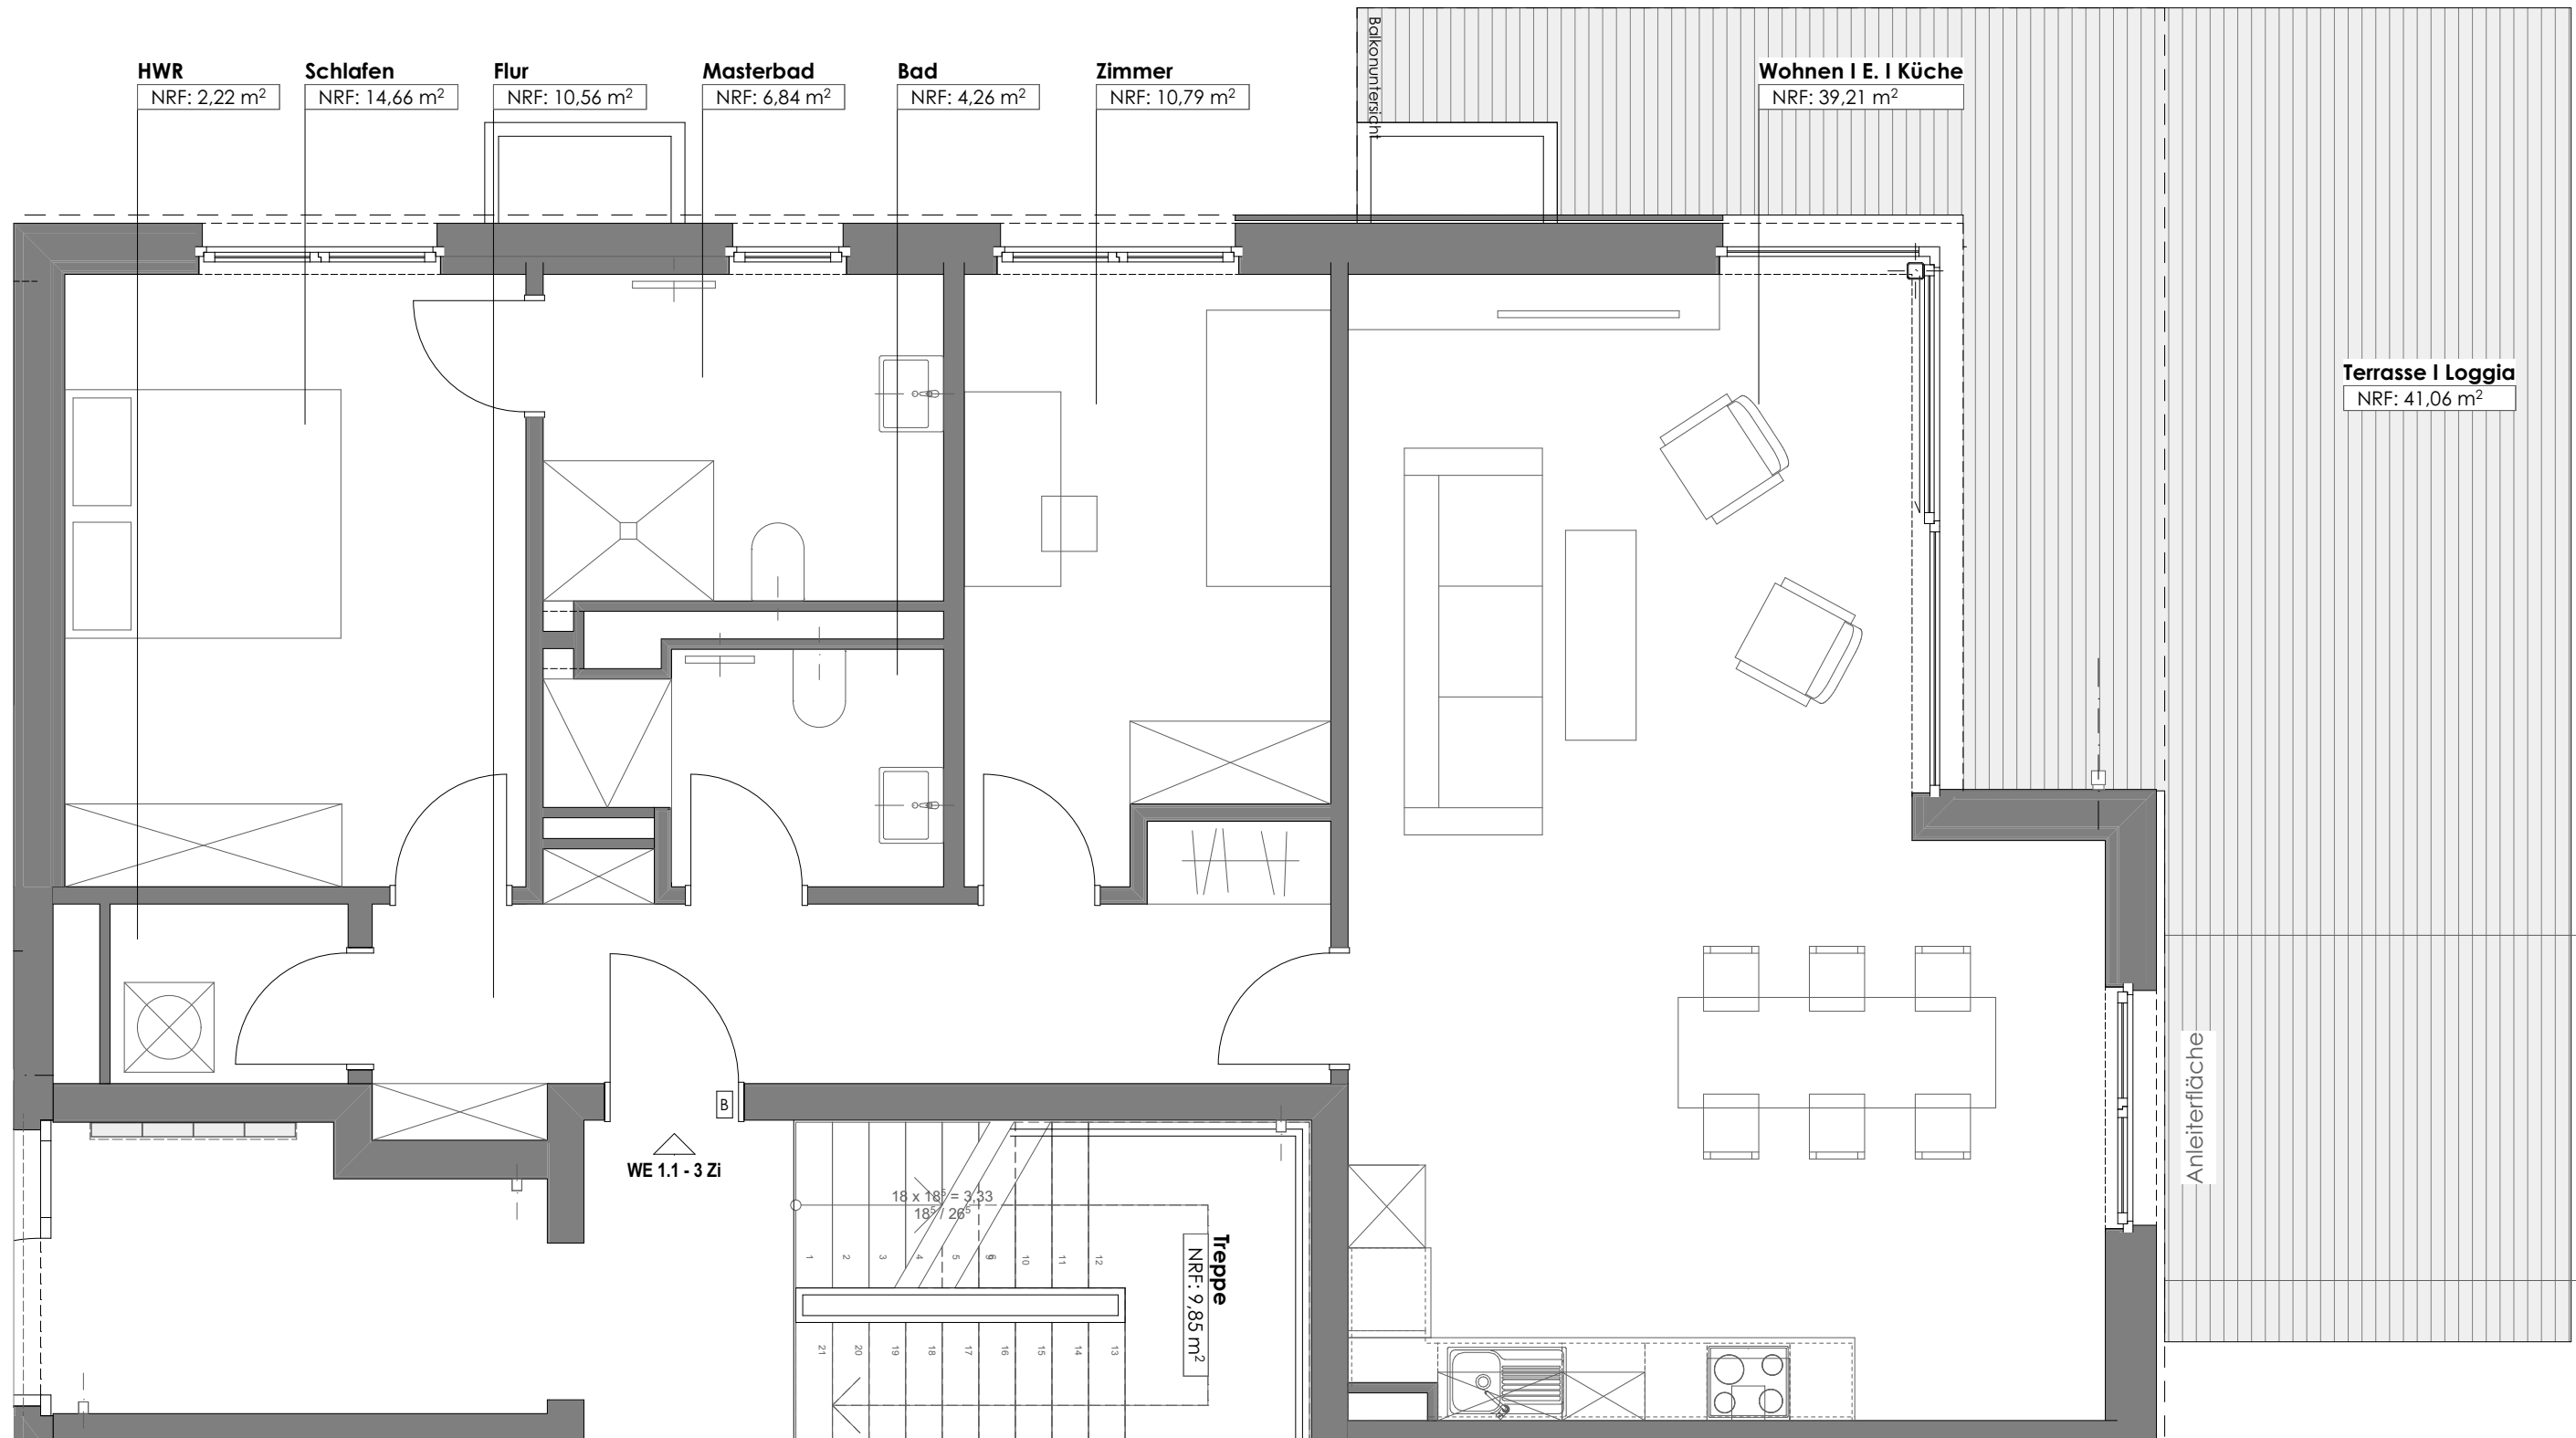 HWR
NRF: 2,22 m²
Schlafen
NRF: 14,66 m²
Flur
NRF: 10,56 m²
Masterbad
NRF: 6,84 m²
Bad
NRF: 4,26 m²
Zimmer
NRF: 10,79 m²
Balkonuntersicht
Wohnen I E. I Küche
NRF: 39,21 m²
Terrasse I Loggia
NRF: 41,06 m²
Anleiterfläche
B
WE 1.1 - 3 Zi
18 x 18⁵ = 3,33
18⁵ / 26⁵
Treppe
NRF: 9,85 m²
1 2 3 4 5 10 11 12
21 20 19 18 17 16 15 14 13